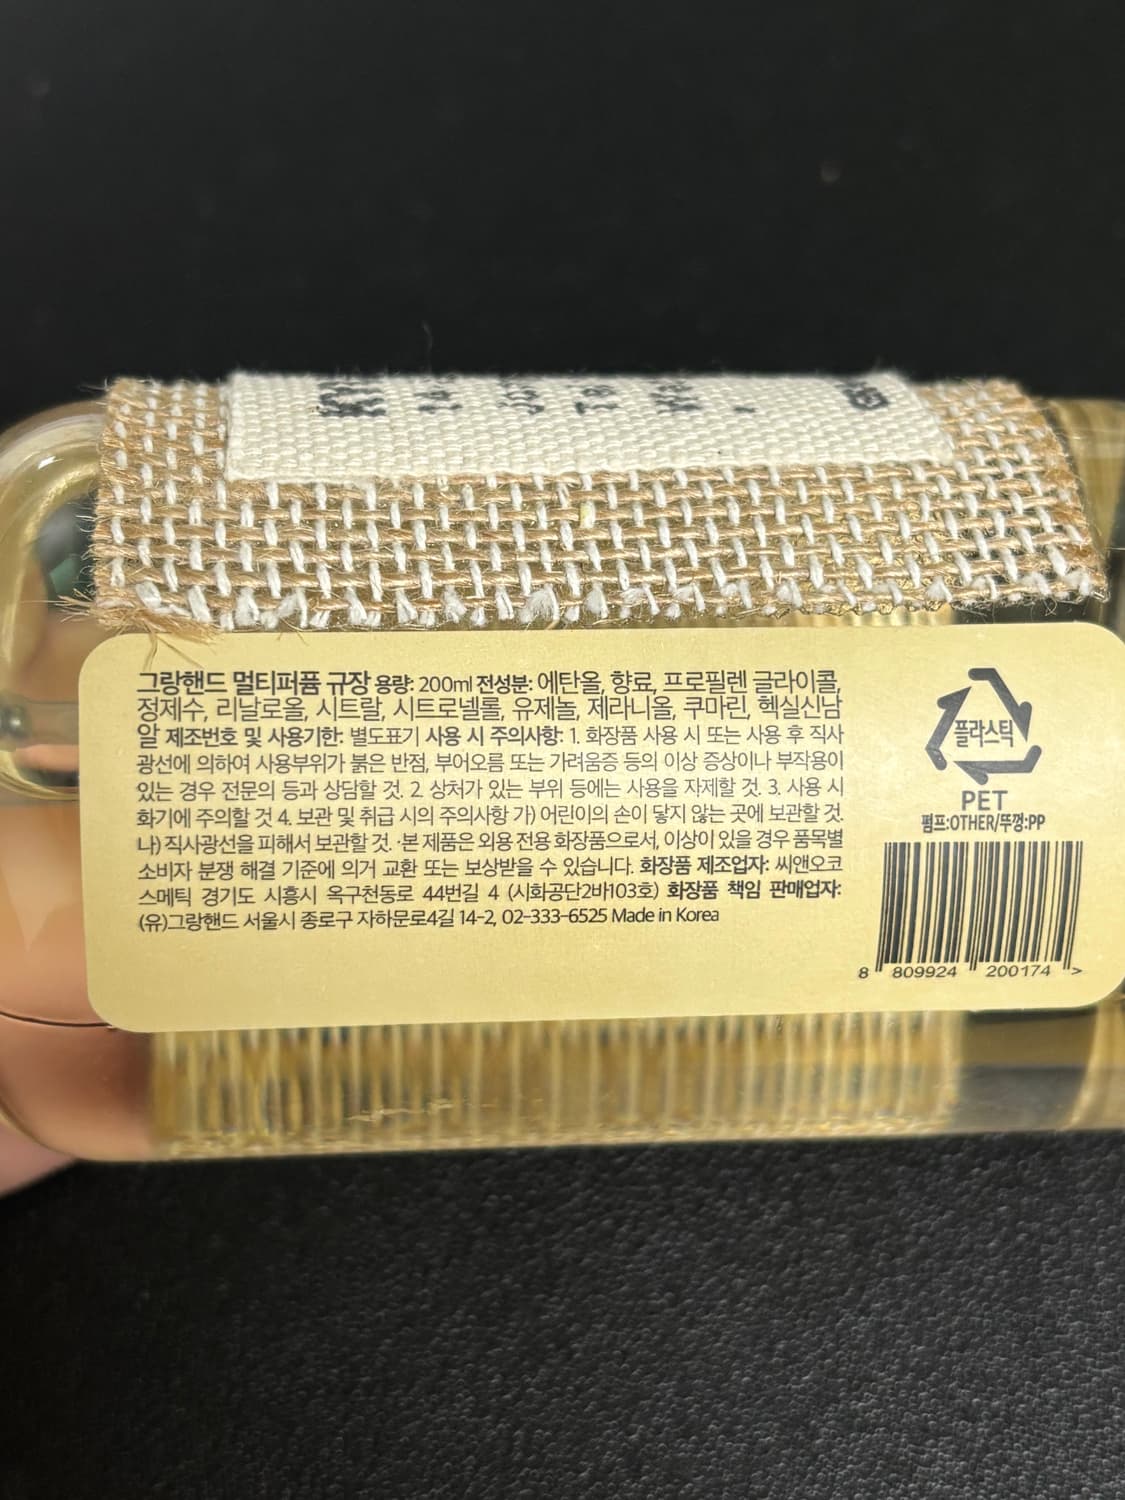 그랑핸드 멀티퍼퓸 규장 용량: 200ml 전성분: 에탄올, 향료, 프로필렌 글라이콜,
정제수, 리날로올, 시트랄, 시트로넬롤, 유제놀, 제라니올, 쿠마린, 헥실신남
알 제조번호 및 사용기한: 별도표기 사용 시 주의사항: 1. 화장품 사용 시 또는 사용 후 직사
광선에 의하여 사용부위가 붉은 반점, 부어오름 또는 가려움증 등의 이상 증상이나 부작용이
있는 경우 전문의 등과 상담할 것. 2. 상처가 있는 부위 등에는 사용을 자제할 것. 3. 사용 시
화기에 주의할 것 4. 보관 및 취급 시의 주의사항 가) 어린이의 손이 닿지 않는 곳에 보관할 것.
나) 직사광선을 피해서 보관할 것. ·본 제품은 외용 전용 화장품으로서, 이상이 있을 경우 품목별
소비자 분쟁 해결 기준에 의거 교환 또는 보상받을 수 있습니다. 화장품 제조업자: 씨앤오코
스메틱 경기도 시흥시 옥구천동로 44번길 4 (시화공단2바103호) 화장품 책임 판매업자:
(유)그랑핸드 서울시 종로구 자하문로4길 14-2, 02-333-6525 Made in Korea
플라스틱
PET
펌프:OTHER/뚜껑:PP
8 809924 200174 >